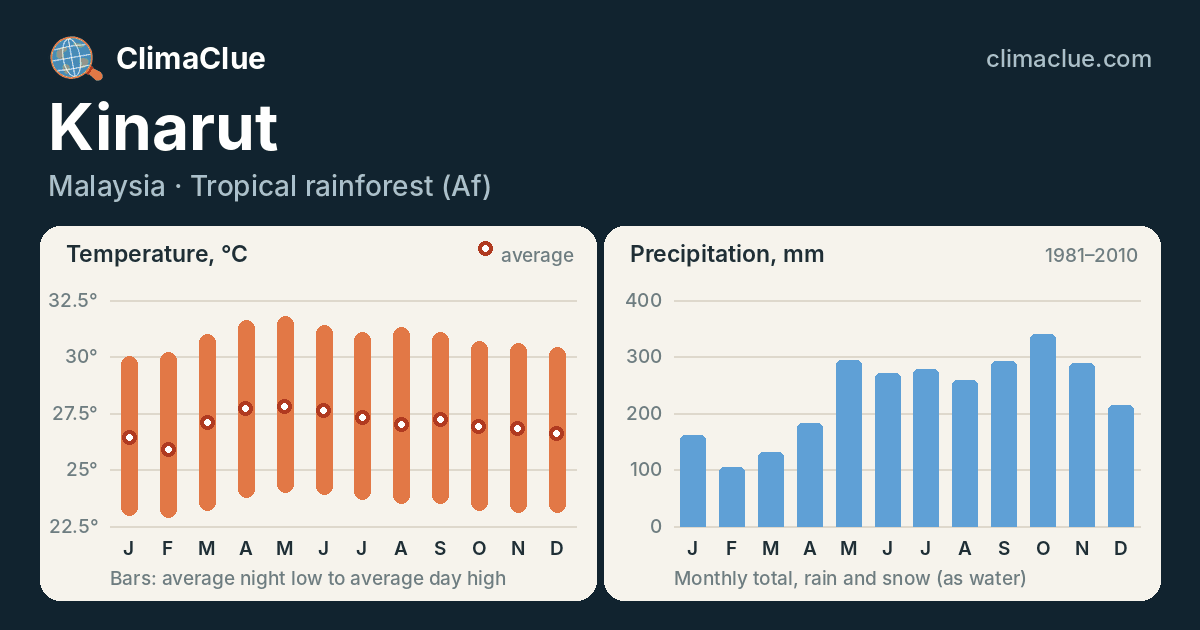 ClimaClue
climaclue.com
Kinarut
Malaysia · Tropical rainforest (Af)
Temperature, °C
average
32.5°
30°
27.5°
25°
22.5°
J F M A M J J A S O N D
Bars: average night low to average day high
Precipitation, mm
1981–2010
400
300
200
100
0
J F M A M J J A S O N D
Monthly total, rain and snow (as water)